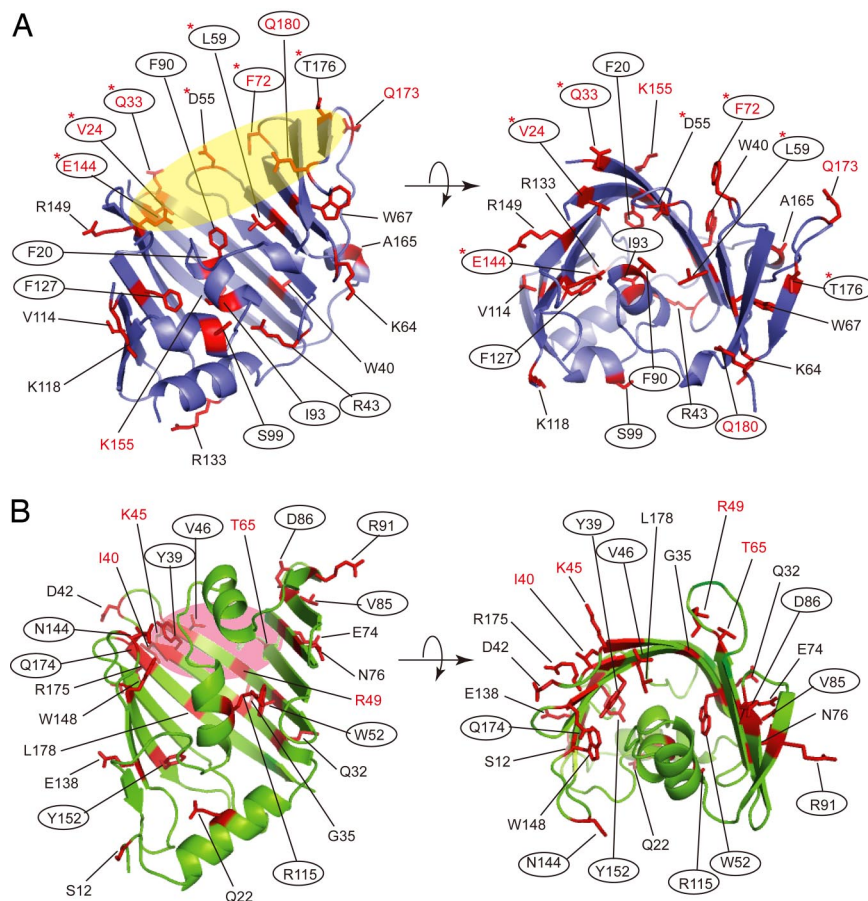 A
L59
Q180
F90
F72
T176
D55
Q33
Q173
V24
E144
R149
W67
F20
A165
F127
V114
K64
K118
W40
K155
I93
R43
S99
R133
F20
Q33
K155
D55
F72
V24
W40
L59
R133
Q173
R149
I93
A165
E144
T176
V114
W67
F127
K64
F90
K118
R43
S99
Q180
B
K45
V46
T65
D86
R91
I40
Y39
D42
V85
N144
E74
Q174
N76
R175
R49
W148
W52
L178
Q32
E138
G35
Y152
S12
Q22
R115
Y39
L178
R49
V46
G35
T65
K45
Q32
I40
D86
R175
E74
D42
V85
E138
N76
Q174
S12
R91
W148
Q22
W52
N144
Y152
R115